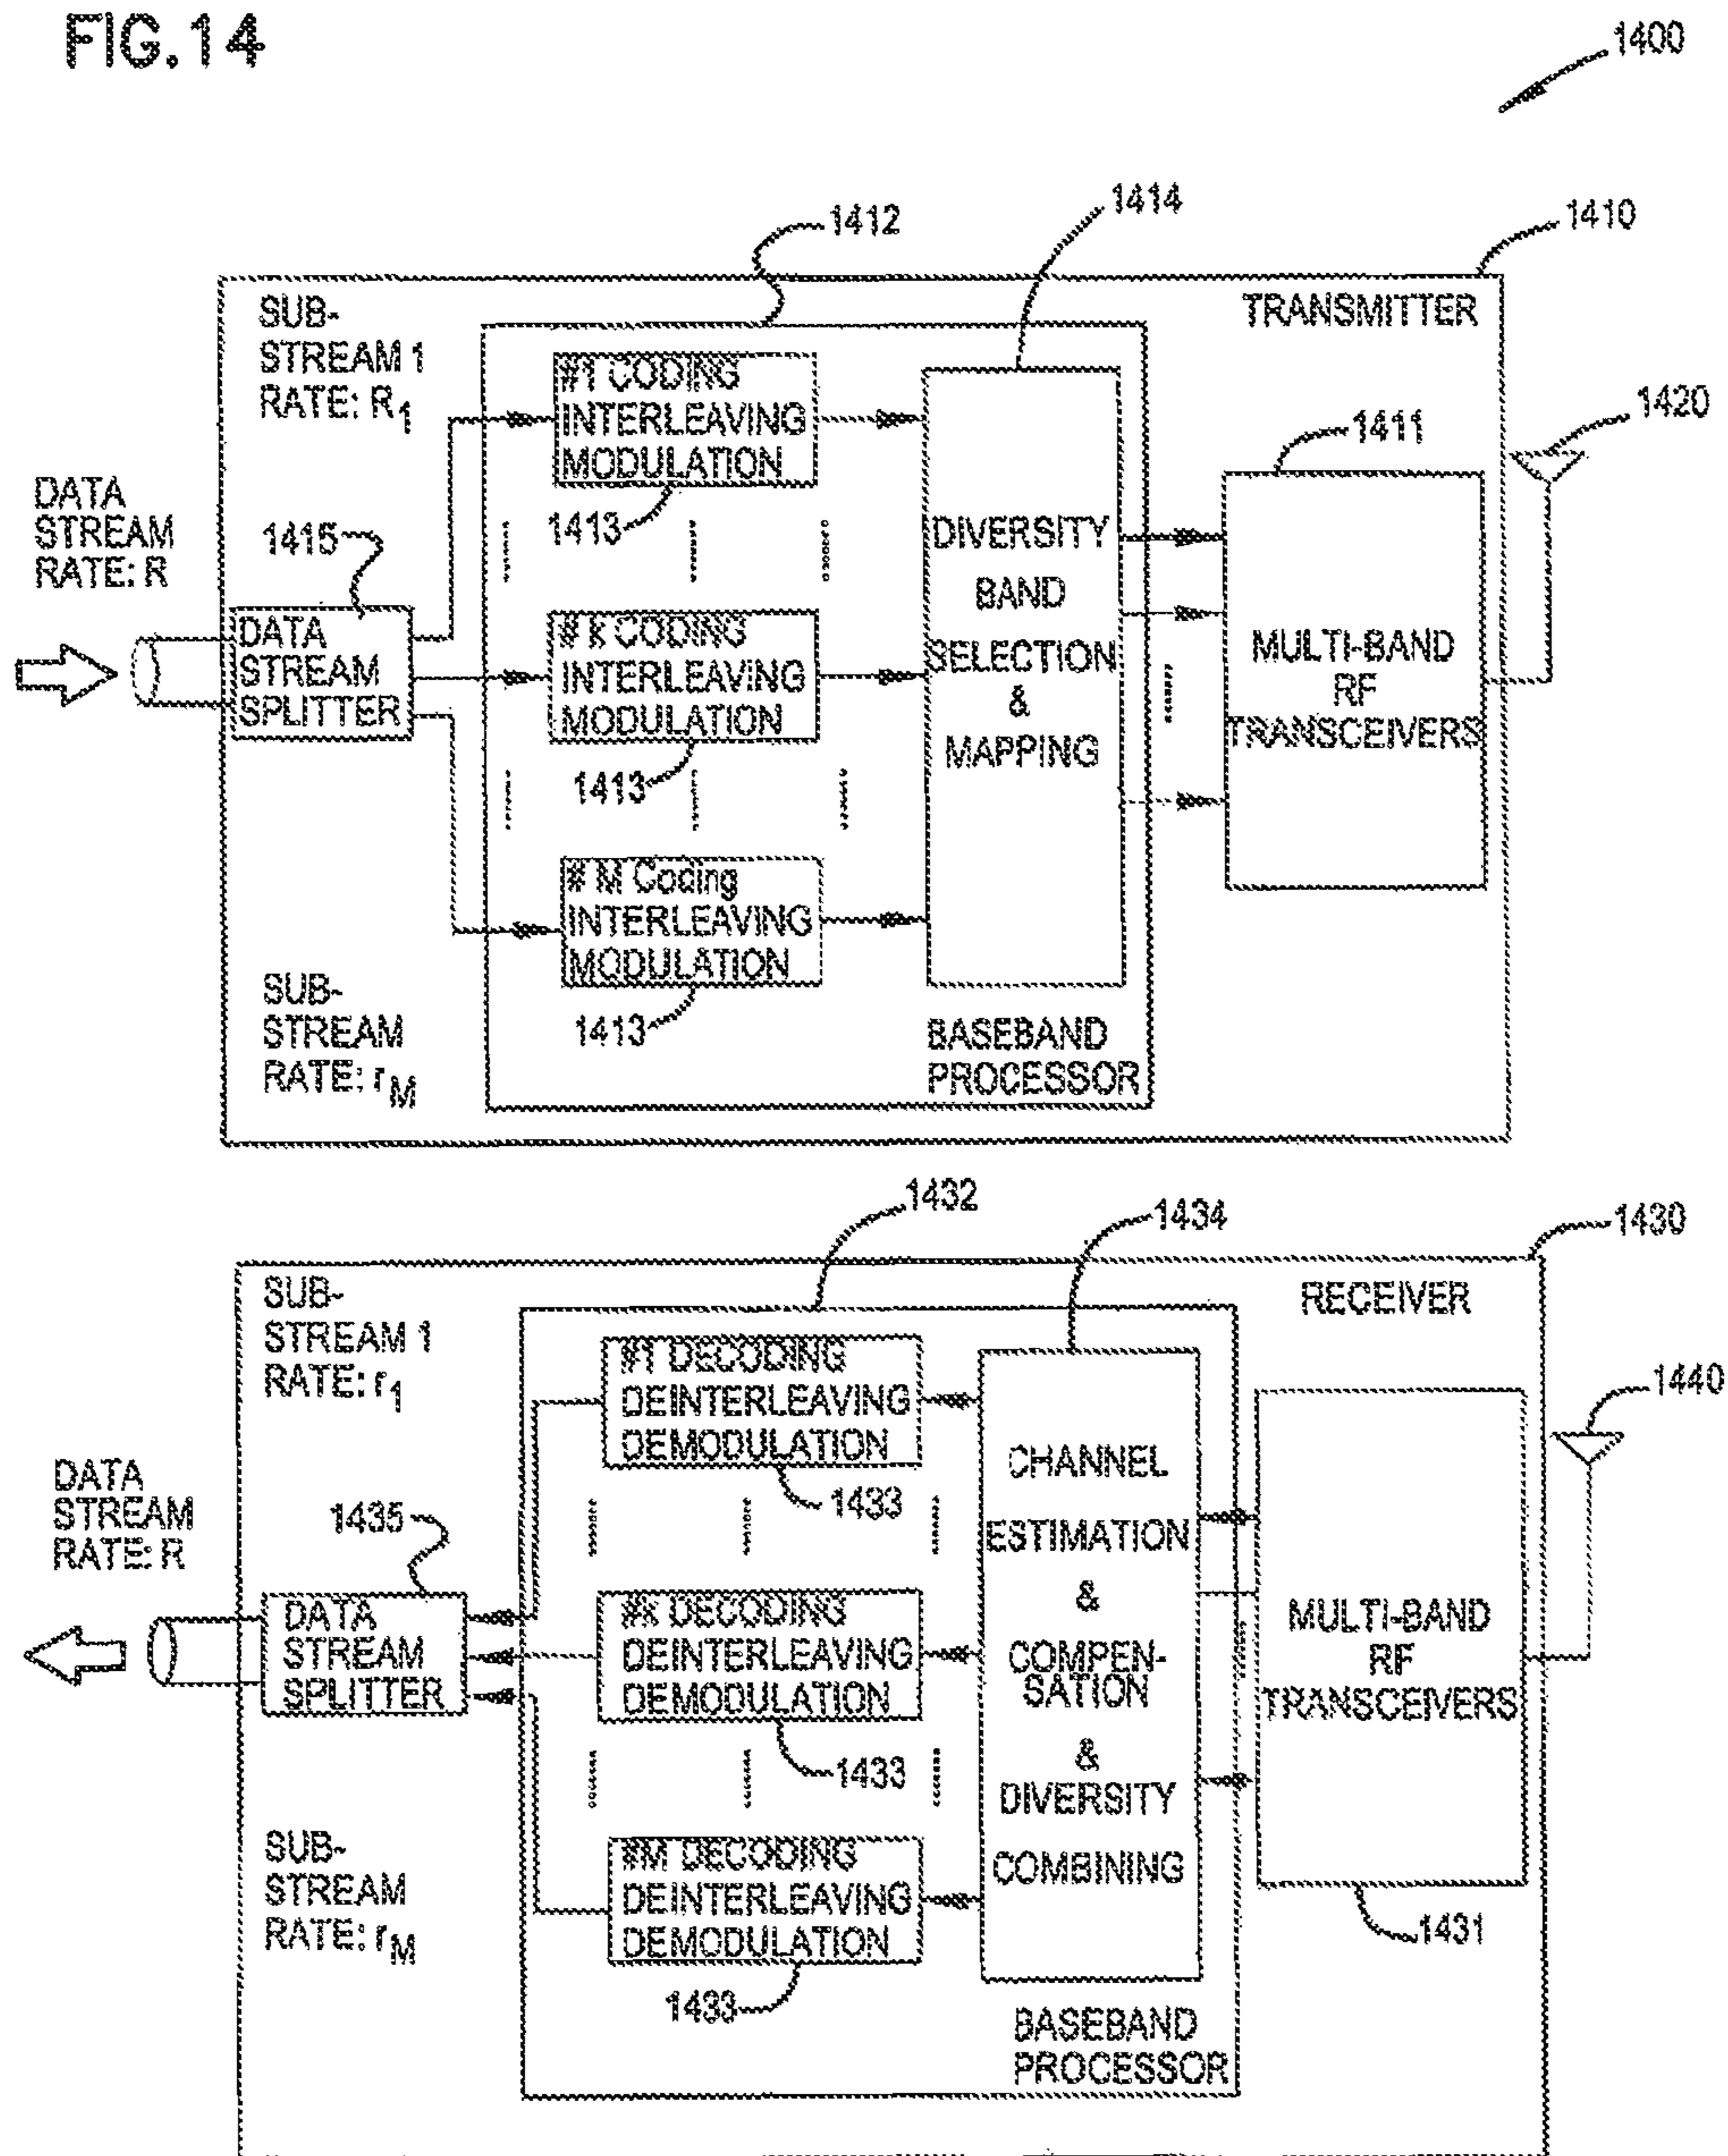 FIG.14
1400
1412
1414
1410
SUB-
STREAM 1
RATE: R1
TRANSMITTER
#1 CODING
INTERLEAVING
MODULATION
1413
1411
1420
DATA
STREAM
RATE: R
1415
DATA
STREAM
SPLITTER
# K CODING
INTERLEAVING
MODULATION
1413
DIVERSITY
BAND
SELECTION
&
MAPPING
MULTI-BAND
RF
TRANSCEIVERS
# M Coding
INTERLEAVING
MODULATION
1413
SUB-
STREAM
RATE: rM
BASEBAND
PROCESSOR
1432
1434
1430
SUB-
STREAM 1
RATE: r1
RECEIVER
#1 DECODING
DEINTERLEAVING
DEMODULATION
1433
1440
DATA
STREAM
RATE: R
1435
DATA
STREAM
SPLITTER
#K DECODING
DEINTERLEAVING
DEMODULATION
1433
CHANNEL
ESTIMATION
&
COMPEN-
SATION
&
DIVERSITY
COMBINING
MULTI-BAND
RF
TRANSCEIVERS
1431
SUB-
STREAM
RATE: rM
#M DECODING
DEINTERLEAVING
DEMODULATION
1433
BASEBAND
PROCESSOR